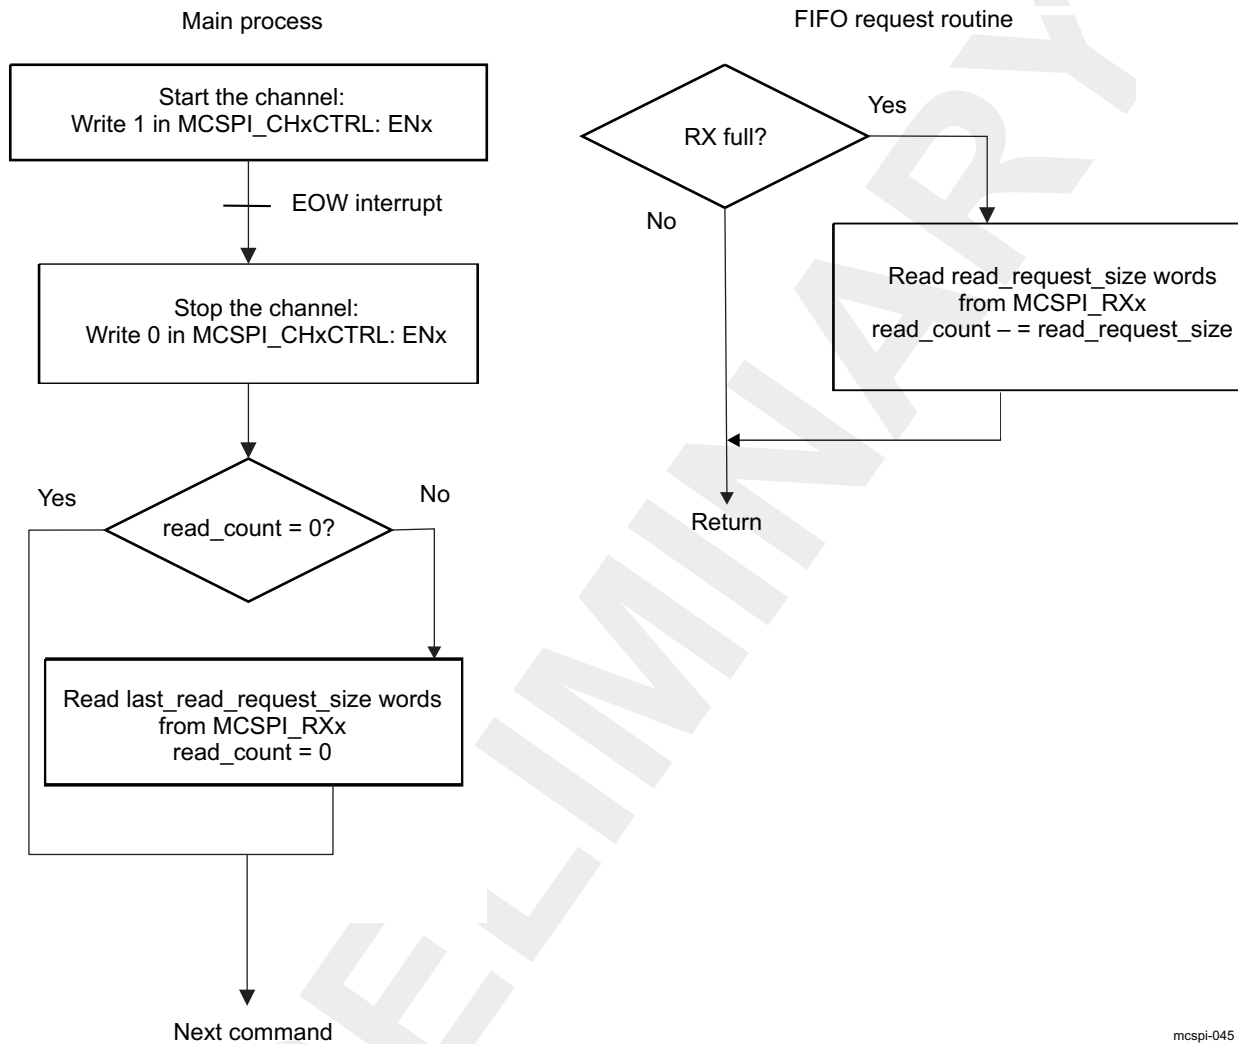 Main process
Start the channel:
Write 1 in MCSPI_CHxCTRL: ENx
EOW interrupt
Stop the channel:
Write 0 in MCSPI_CHxCTRL: ENx
Yes
No
read_count = 0?
Read last_read_request_size words
from MCSPI_RXx
read_count = 0
Next command
FIFO request routine
RX full?
Yes
No
Read read_request_size words
from MCSPI_RXx
read_count – = read_request_size
Return
mcspi-045
ELIMINARY